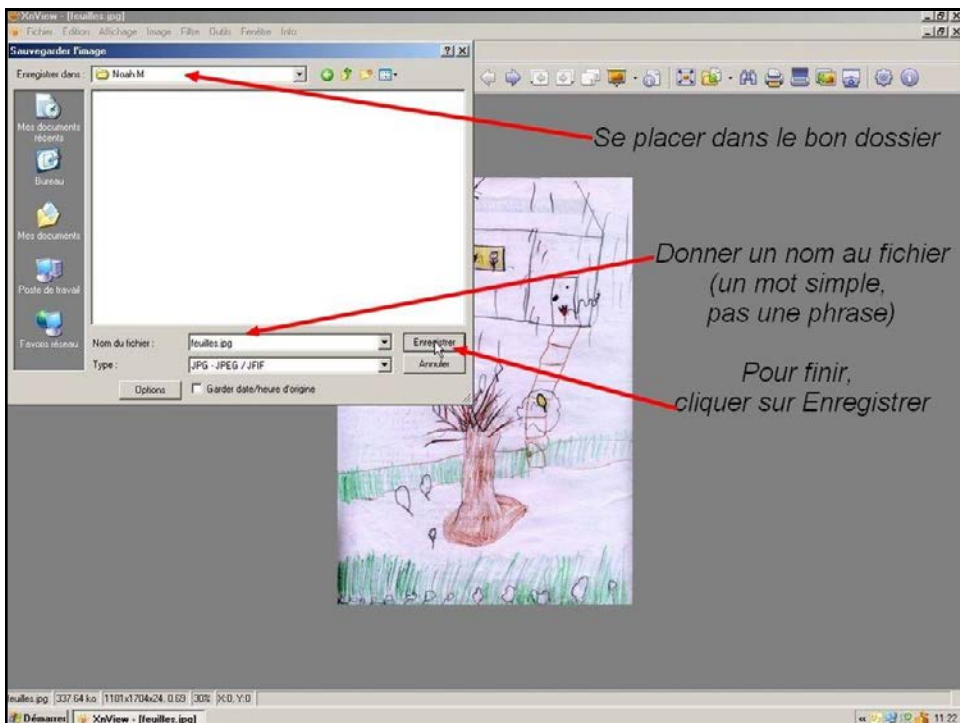 XnView - [feuilles.jpg]
Fichier Edition Affichage Image Filtre Outils Fenêtre Info
Sauvegarder l'image
Enregistrer dans : Noah M
Mes documents
récents
Bureau
Mes documents
Poste de travail
Favoris réseau
Nom du fichier : feuilles.jpg Enregistrer
Type : JPG - JPEG / JFIF Annuler
Options Garder date/heure d'origine
Se placer dans le bon dossier
Donner un nom au fichier
(un mot simple,
pas une phrase)
Pour finir,
cliquer sur Enregistrer
feuilles.jpg 337.64 ko 1181x1704x24, 0.69 30% X:0, Y:0
Démarrer XnView - [feuilles.jpg] 11:22